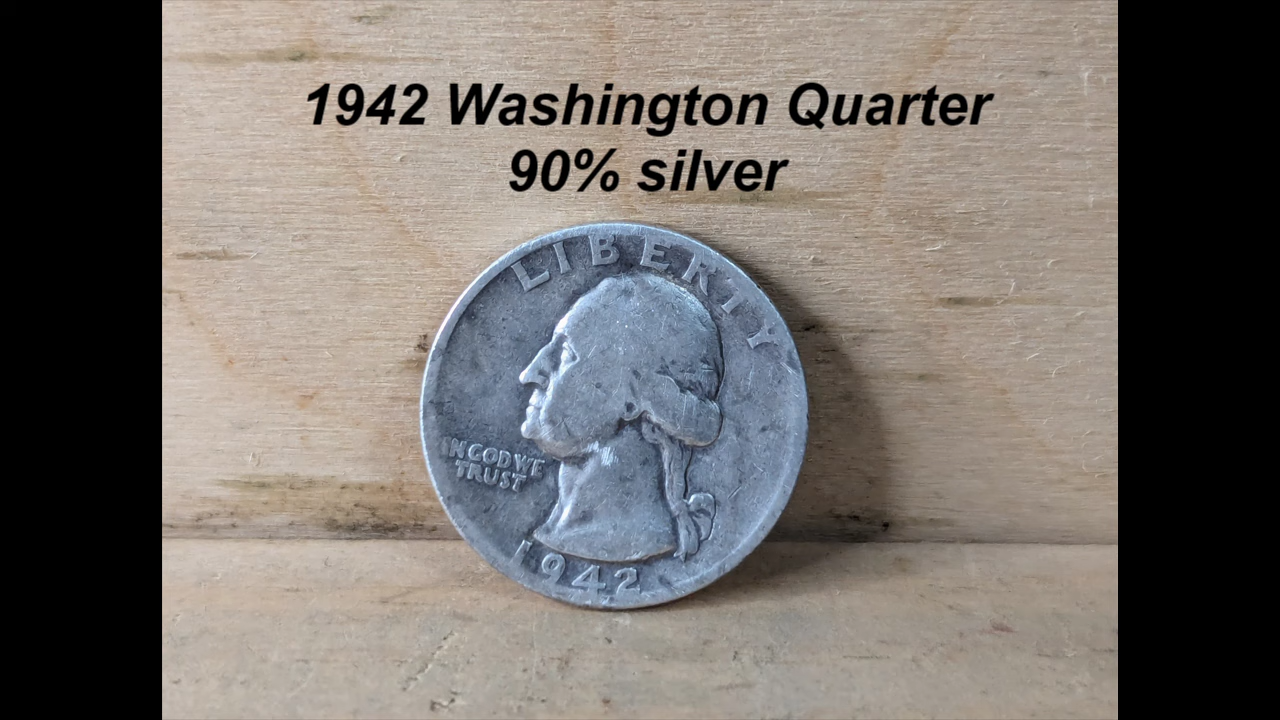 1942 Washington Quarter
90% silver
LIBERTY
IN GOD WE
TRUST
1942